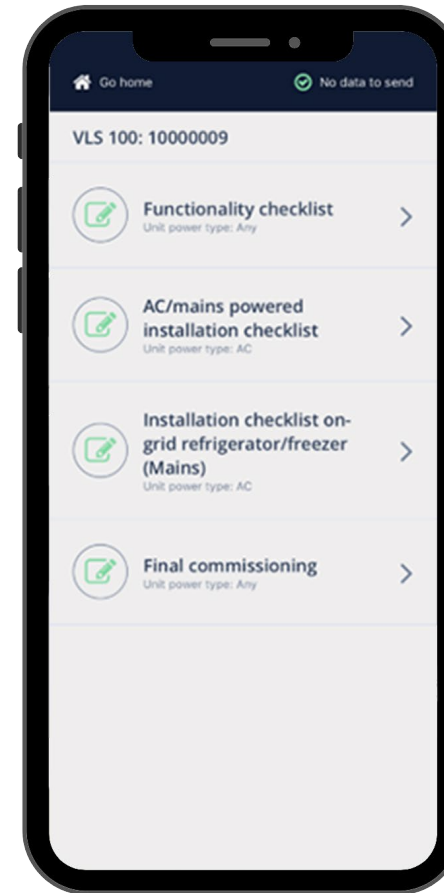 Go home
No data to send
VLS 100: 10000009
Functionality checklist
Unit power type: Any
AC/mains powered
installation checklist
Unit power type: AC
Installation checklist on-
grid refrigerator/freezer
(Mains)
Unit power type: AC
Final commissioning
Unit power type: Any